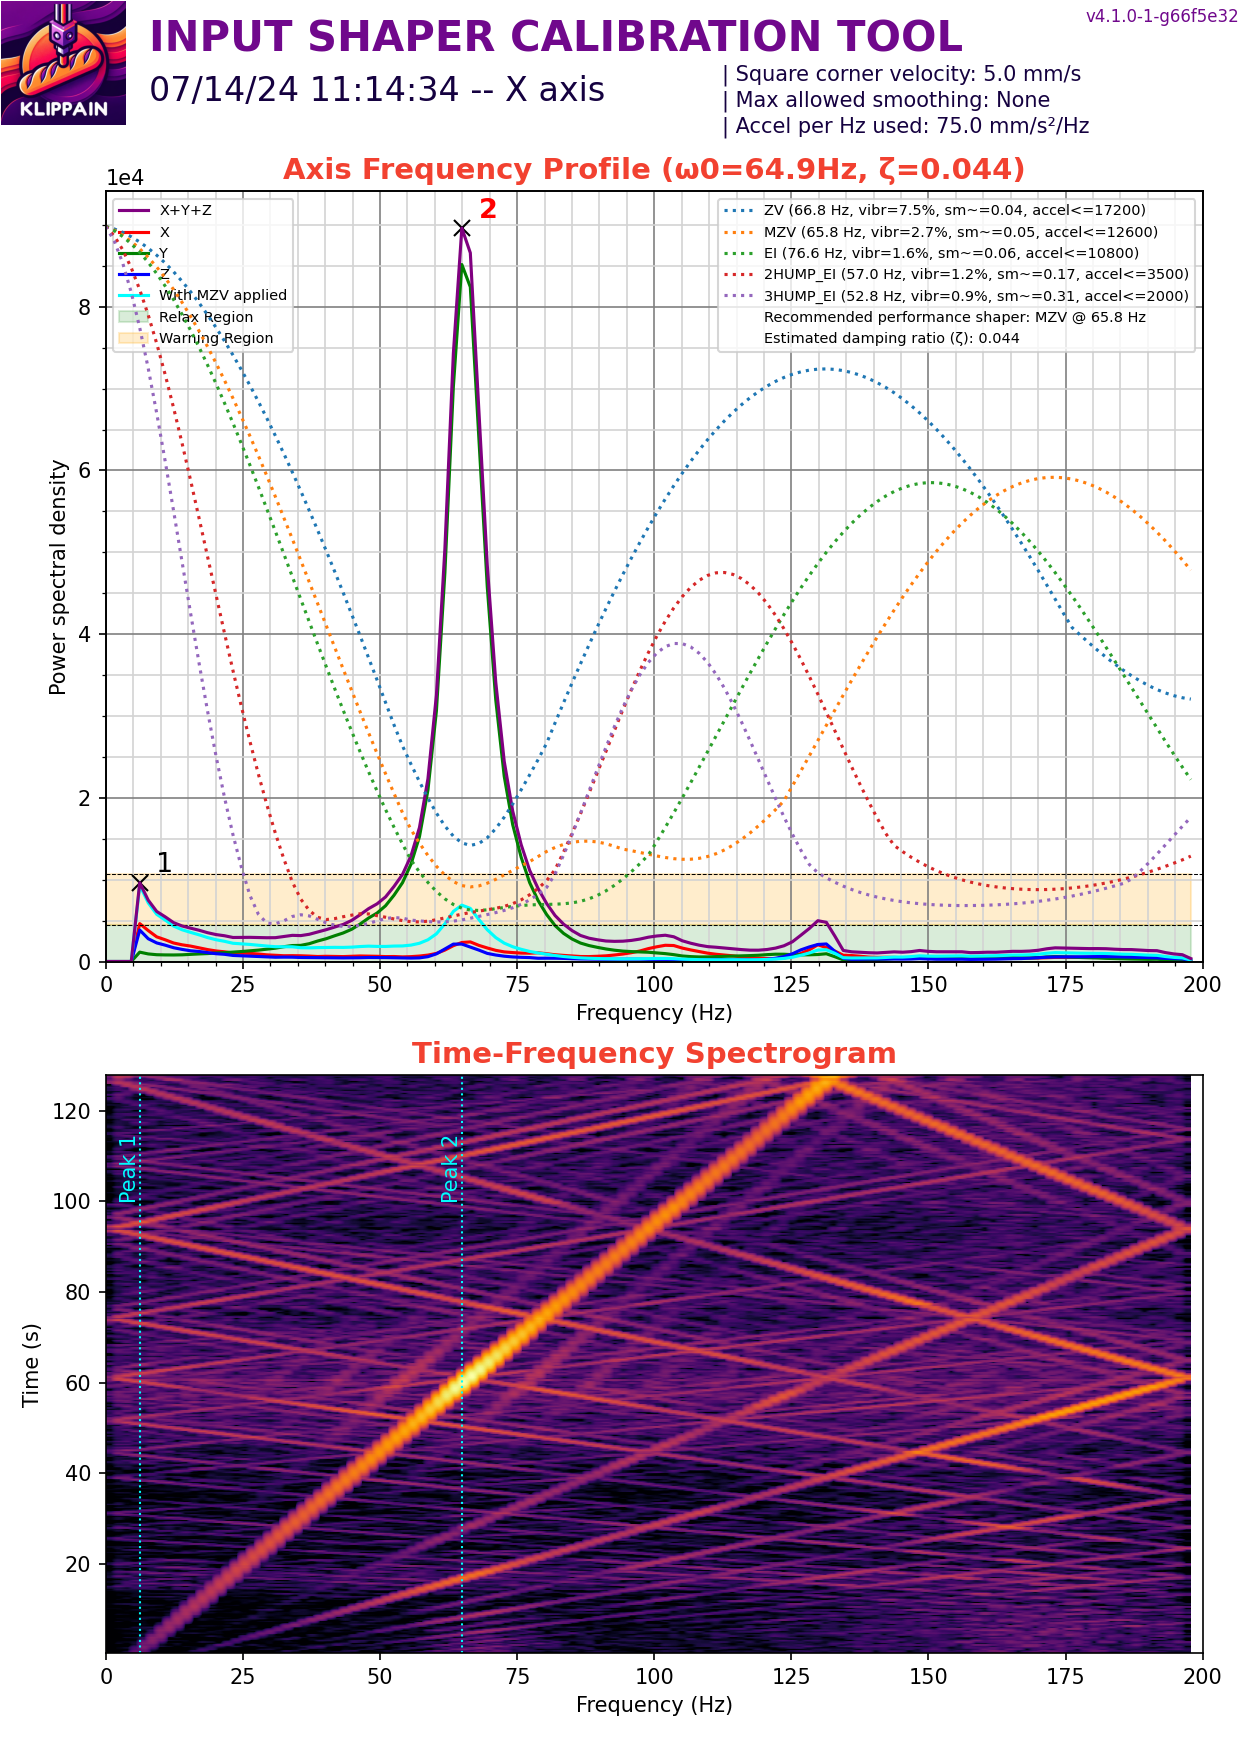 v4.1.0-1-g66f5e32
INPUT SHAPER CALIBRATION TOOL
07/14/24 11:14:34 -- X axis
| Square corner velocity: 5.0 mm/s
| Max allowed smoothing: None
| Accel per Hz used: 75.0 mm/s²/Hz
KLIPPAIN
Axis Frequency Profile (ω0=64.9Hz, ζ=0.044)
1e4
X+Y+Z
X
Y
Z
With MZV applied
Relax Region
Warning Region
2
ZV (66.8 Hz, vibr=7.5%, sm~=0.04, accel<=17200)
MZV (65.8 Hz, vibr=2.7%, sm~=0.05, accel<=12600)
EI (76.6 Hz, vibr=1.6%, sm~=0.06, accel<=10800)
2HUMP_EI (57.0 Hz, vibr=1.2%, sm~=0.17, accel<=3500)
3HUMP_EI (52.8 Hz, vibr=0.9%, sm~=0.31, accel<=2000)
Recommended performance shaper: MZV @ 65.8 Hz
Estimated damping ratio (ζ): 0.044
Power spectral density
8
6
4
2
0
1
0 25 50 75 100 125 150 175 200
Frequency (Hz)
Time-Frequency Spectrogram
Time (s)
120
100
80
60
40
20
Peak 1
Peak 2
0 25 50 75 100 125 150 175 200
Frequency (Hz)